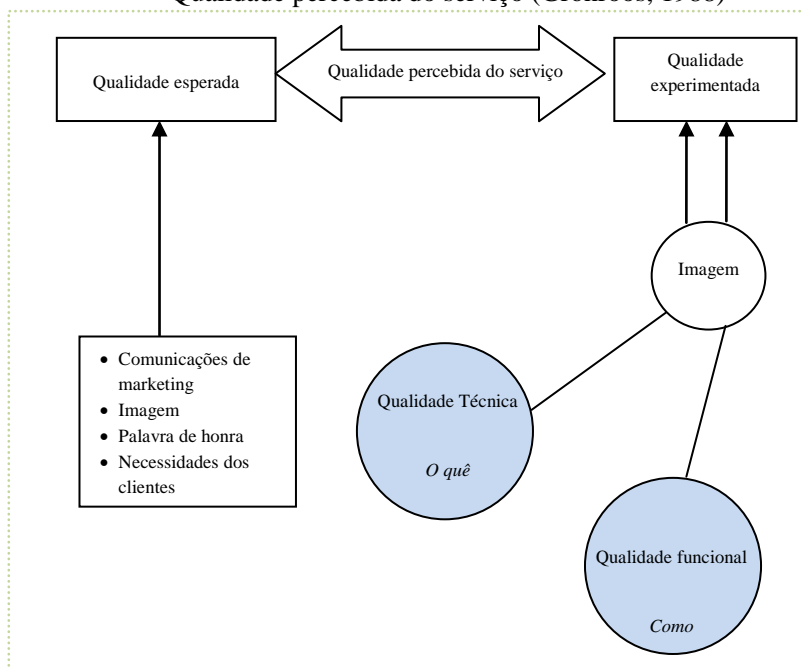 Qualidade percebida do serviço (Grönroos, 1988)
Qualidade esperada
Qualidade percebida do serviço
Qualidade
experimentada
Imagem
• Comunicações de
marketing
• Imagem
• Palavra de honra
• Necessidades dos
clientes
Qualidade Técnica
O quê
Qualidade funcional
Como